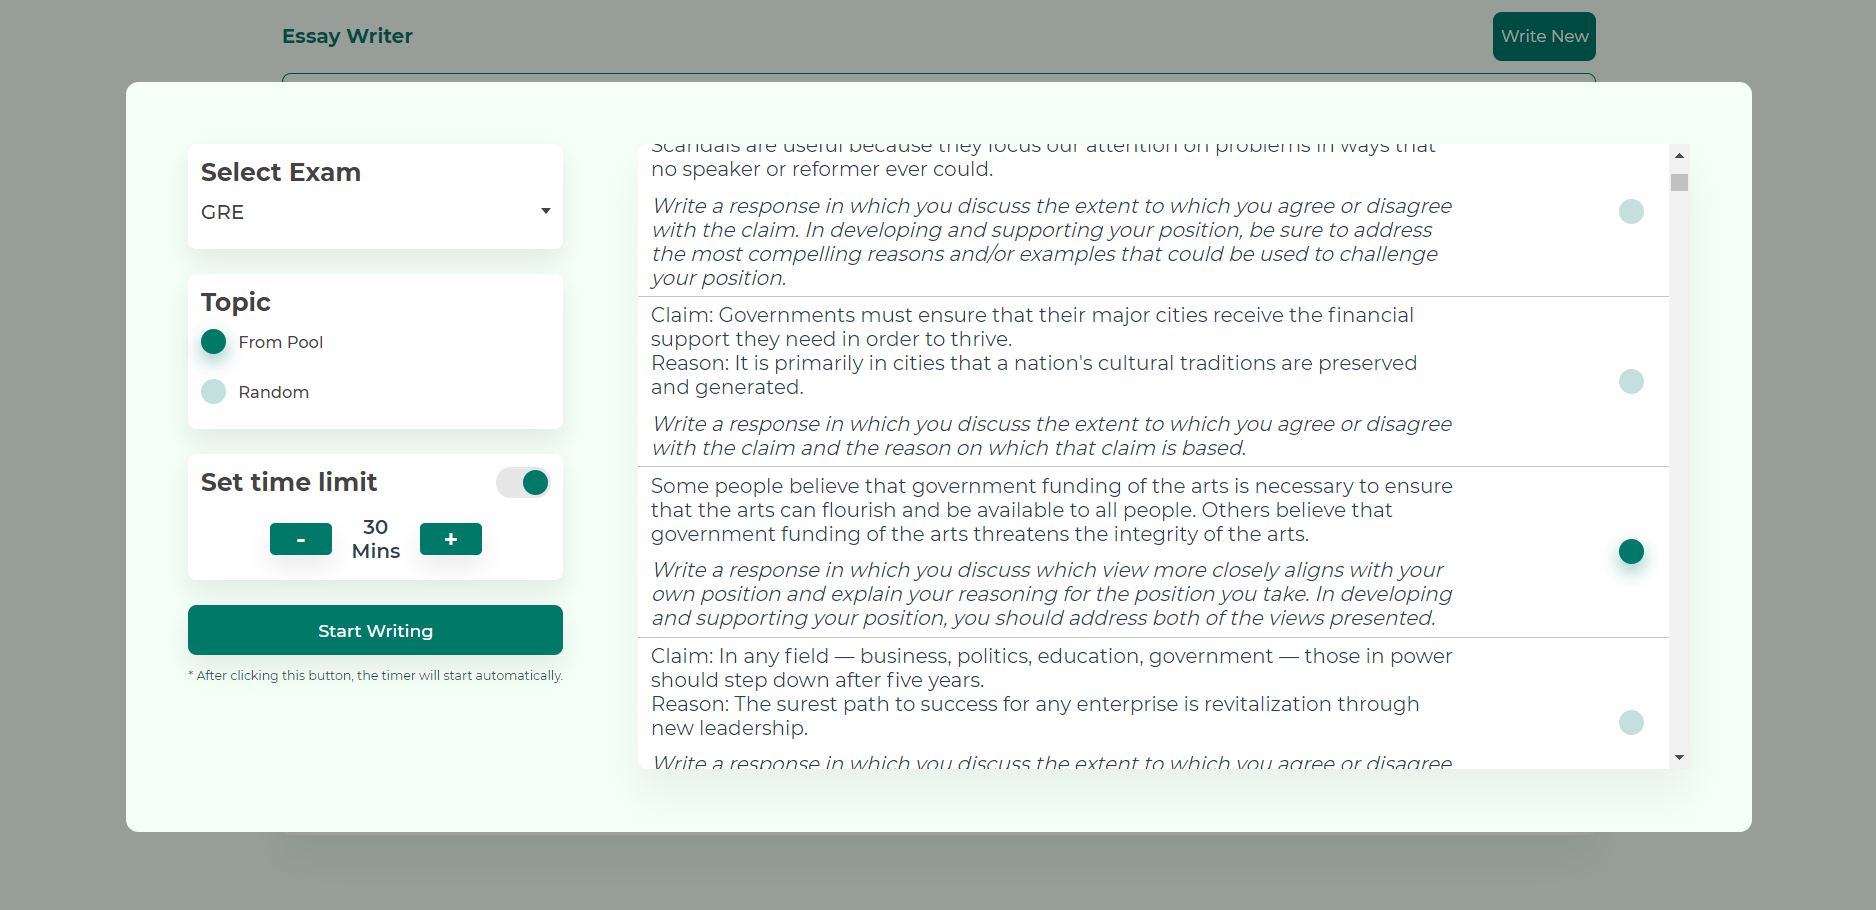 Essay Writer
Write New
Select Exam
GRE
Topic
From Pool
Random
Set time limit
-
30
Mins
+
Start Writing
* After clicking this button, the timer will start automatically.
Scandals are useful because they focus our attention on problems in ways that
no speaker or reformer ever could.
Write a response in which you discuss the extent to which you agree or disagree
with the claim. In developing and supporting your position, be sure to address
the most compelling reasons and/or examples that could be used to challenge
your position.
Claim: Governments must ensure that their major cities receive the financial
support they need in order to thrive.
Reason: It is primarily in cities that a nation's cultural traditions are preserved
and generated.
Write a response in which you discuss the extent to which you agree or disagree
with the claim and the reason on which that claim is based.
Some people believe that government funding of the arts is necessary to ensure
that the arts can flourish and be available to all people. Others believe that
government funding of the arts threatens the integrity of the arts.
Write a response in which you discuss which view more closely aligns with your
own position and explain your reasoning for the position you take. In developing
and supporting your position, you should address both of the views presented.
Claim: In any field — business, politics, education, government — those in power
should step down after five years.
Reason: The surest path to success for any enterprise is revitalization through
new leadership.
Write a response in which you discuss the extent to which you agree or disagree